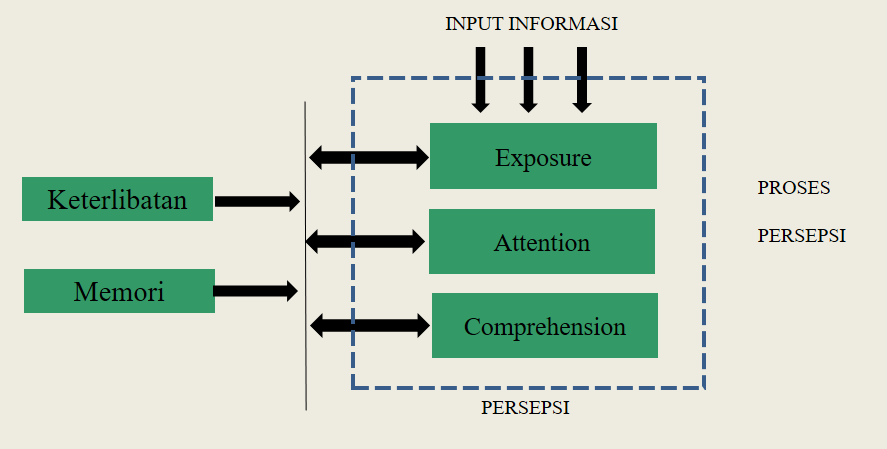 INPUT INFORMASI
Exposure
Keterlibatan
PROSES
Attention
PERSEPSI
Memori
Comprehension
PERSEPSI